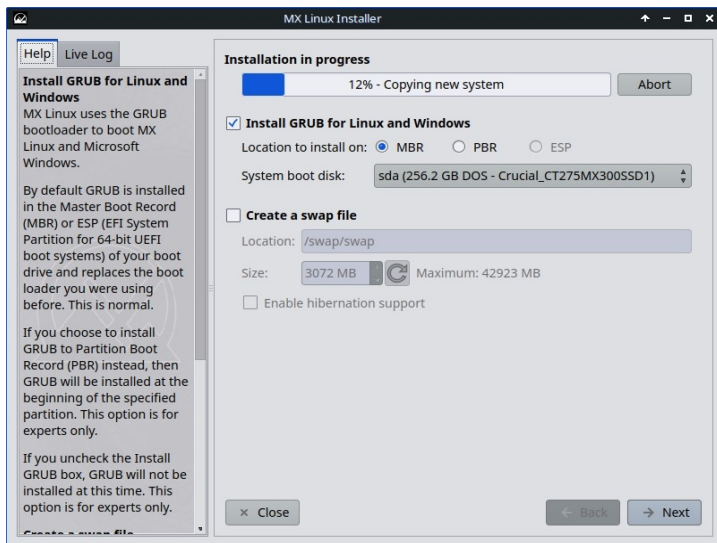 MX Linux Installer
Help
Live Log
Install GRUB for Linux and
Windows
MX Linux uses the GRUB
bootloader to boot MX
Linux and Microsoft
Windows.
By default GRUB is installed
in the Master Boot Record
(MBR) or ESP (EFI System
Partition for 64-bit UEFI
boot systems) of your boot
drive and replaces the boot
loader you were using
before. This is normal.
If you choose to install
GRUB to Partition Boot
Record (PBR) instead, then
GRUB will be installed at the
beginning of the specified
partition. This option is for
experts only.
If you uncheck the Install
GRUB box, GRUB will not be
installed at this time. This
option is for experts only.
Create a swap file
Installation in progress
12% - Copying new system
Abort
Install GRUB for Linux and Windows
Location to install on: MBR PBR ESP
System boot disk: sda (256.2 GB DOS - Crucial_CT275MX300SSD1)
Create a swap file
Location: /swap/swap
Size: 3072 MB Maximum: 42923 MB
Enable hibernation support
Close
Back
Next